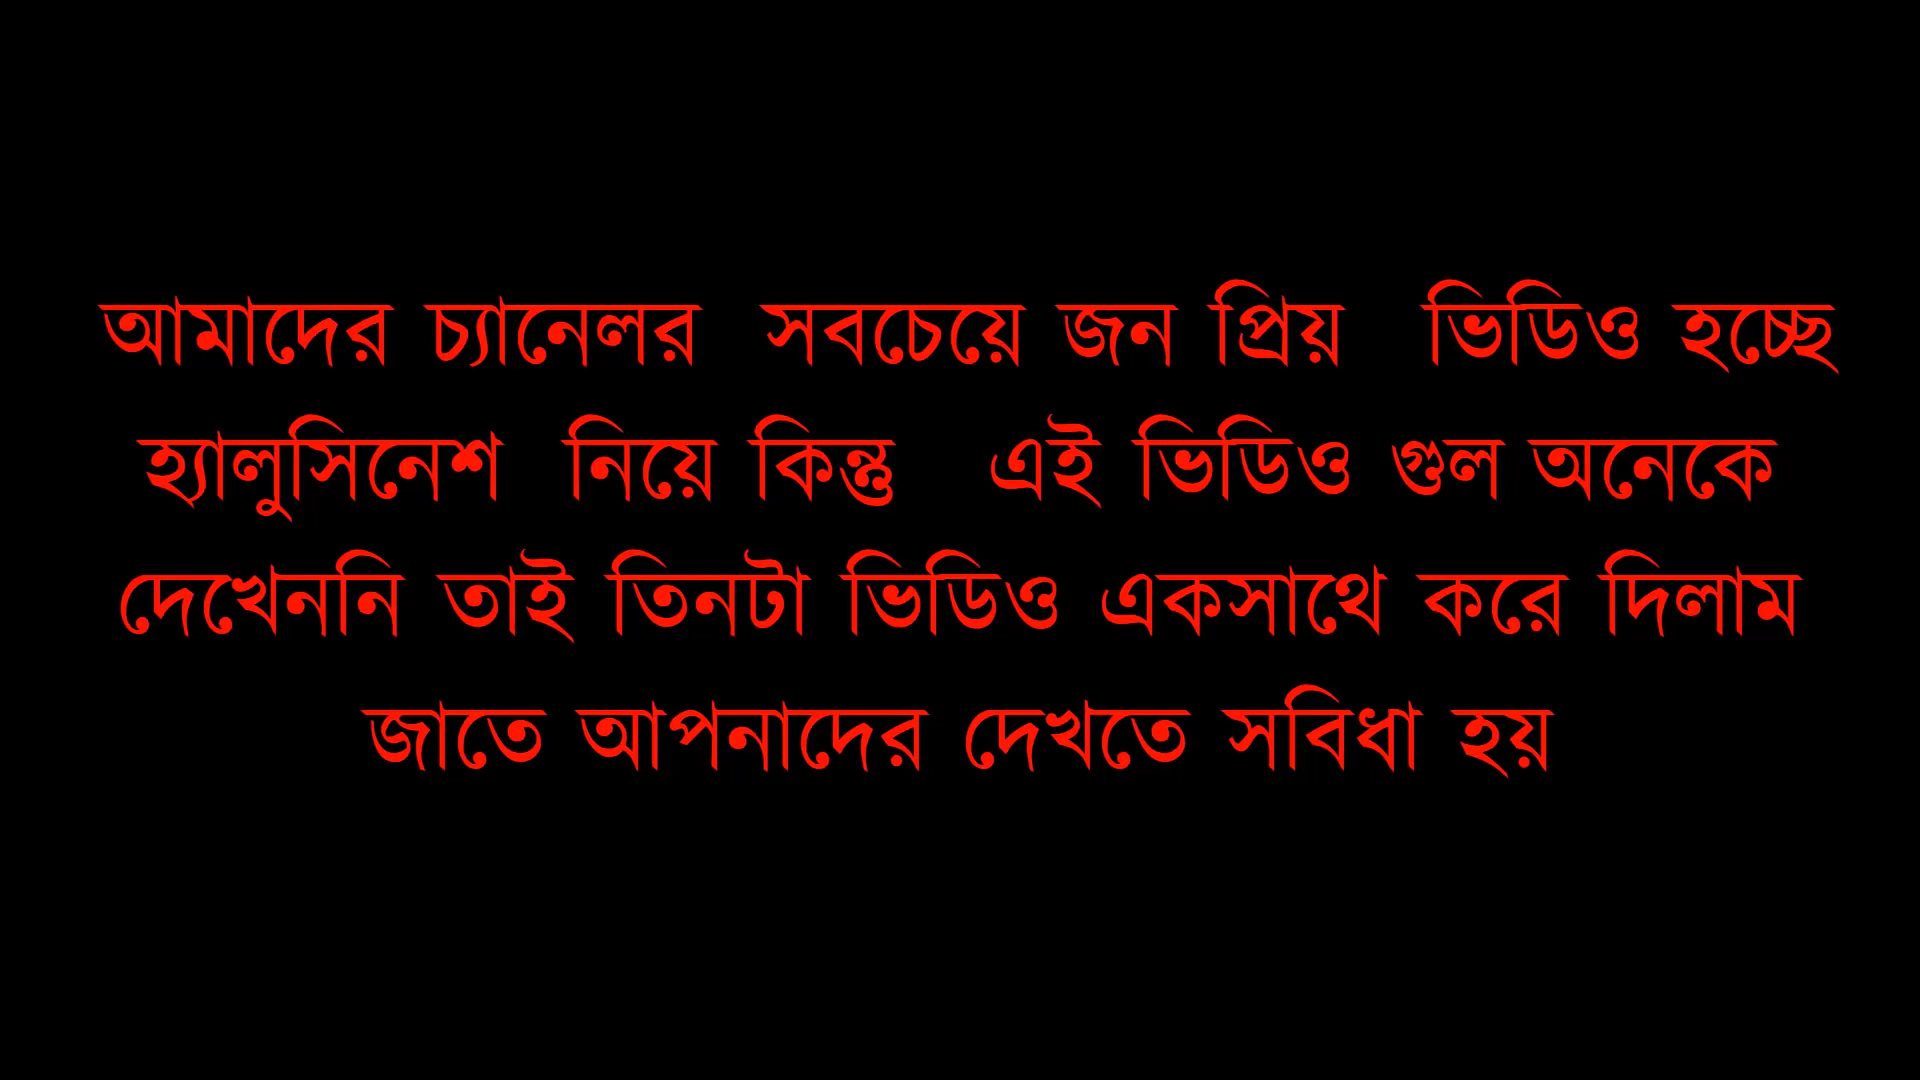 আমাদের চ্যানেলর সবচেয়ে জন প্রিয় ভিডিও হচ্ছে
হ্যালুসিনেশ নিয়ে কিন্তু এই ভিডিও গুল অনেকে
দেখেননি তাই তিনটা ভিডিও একসাথে করে দিলাম
জাতে আপনাদের দেখতে সবিধা হয়